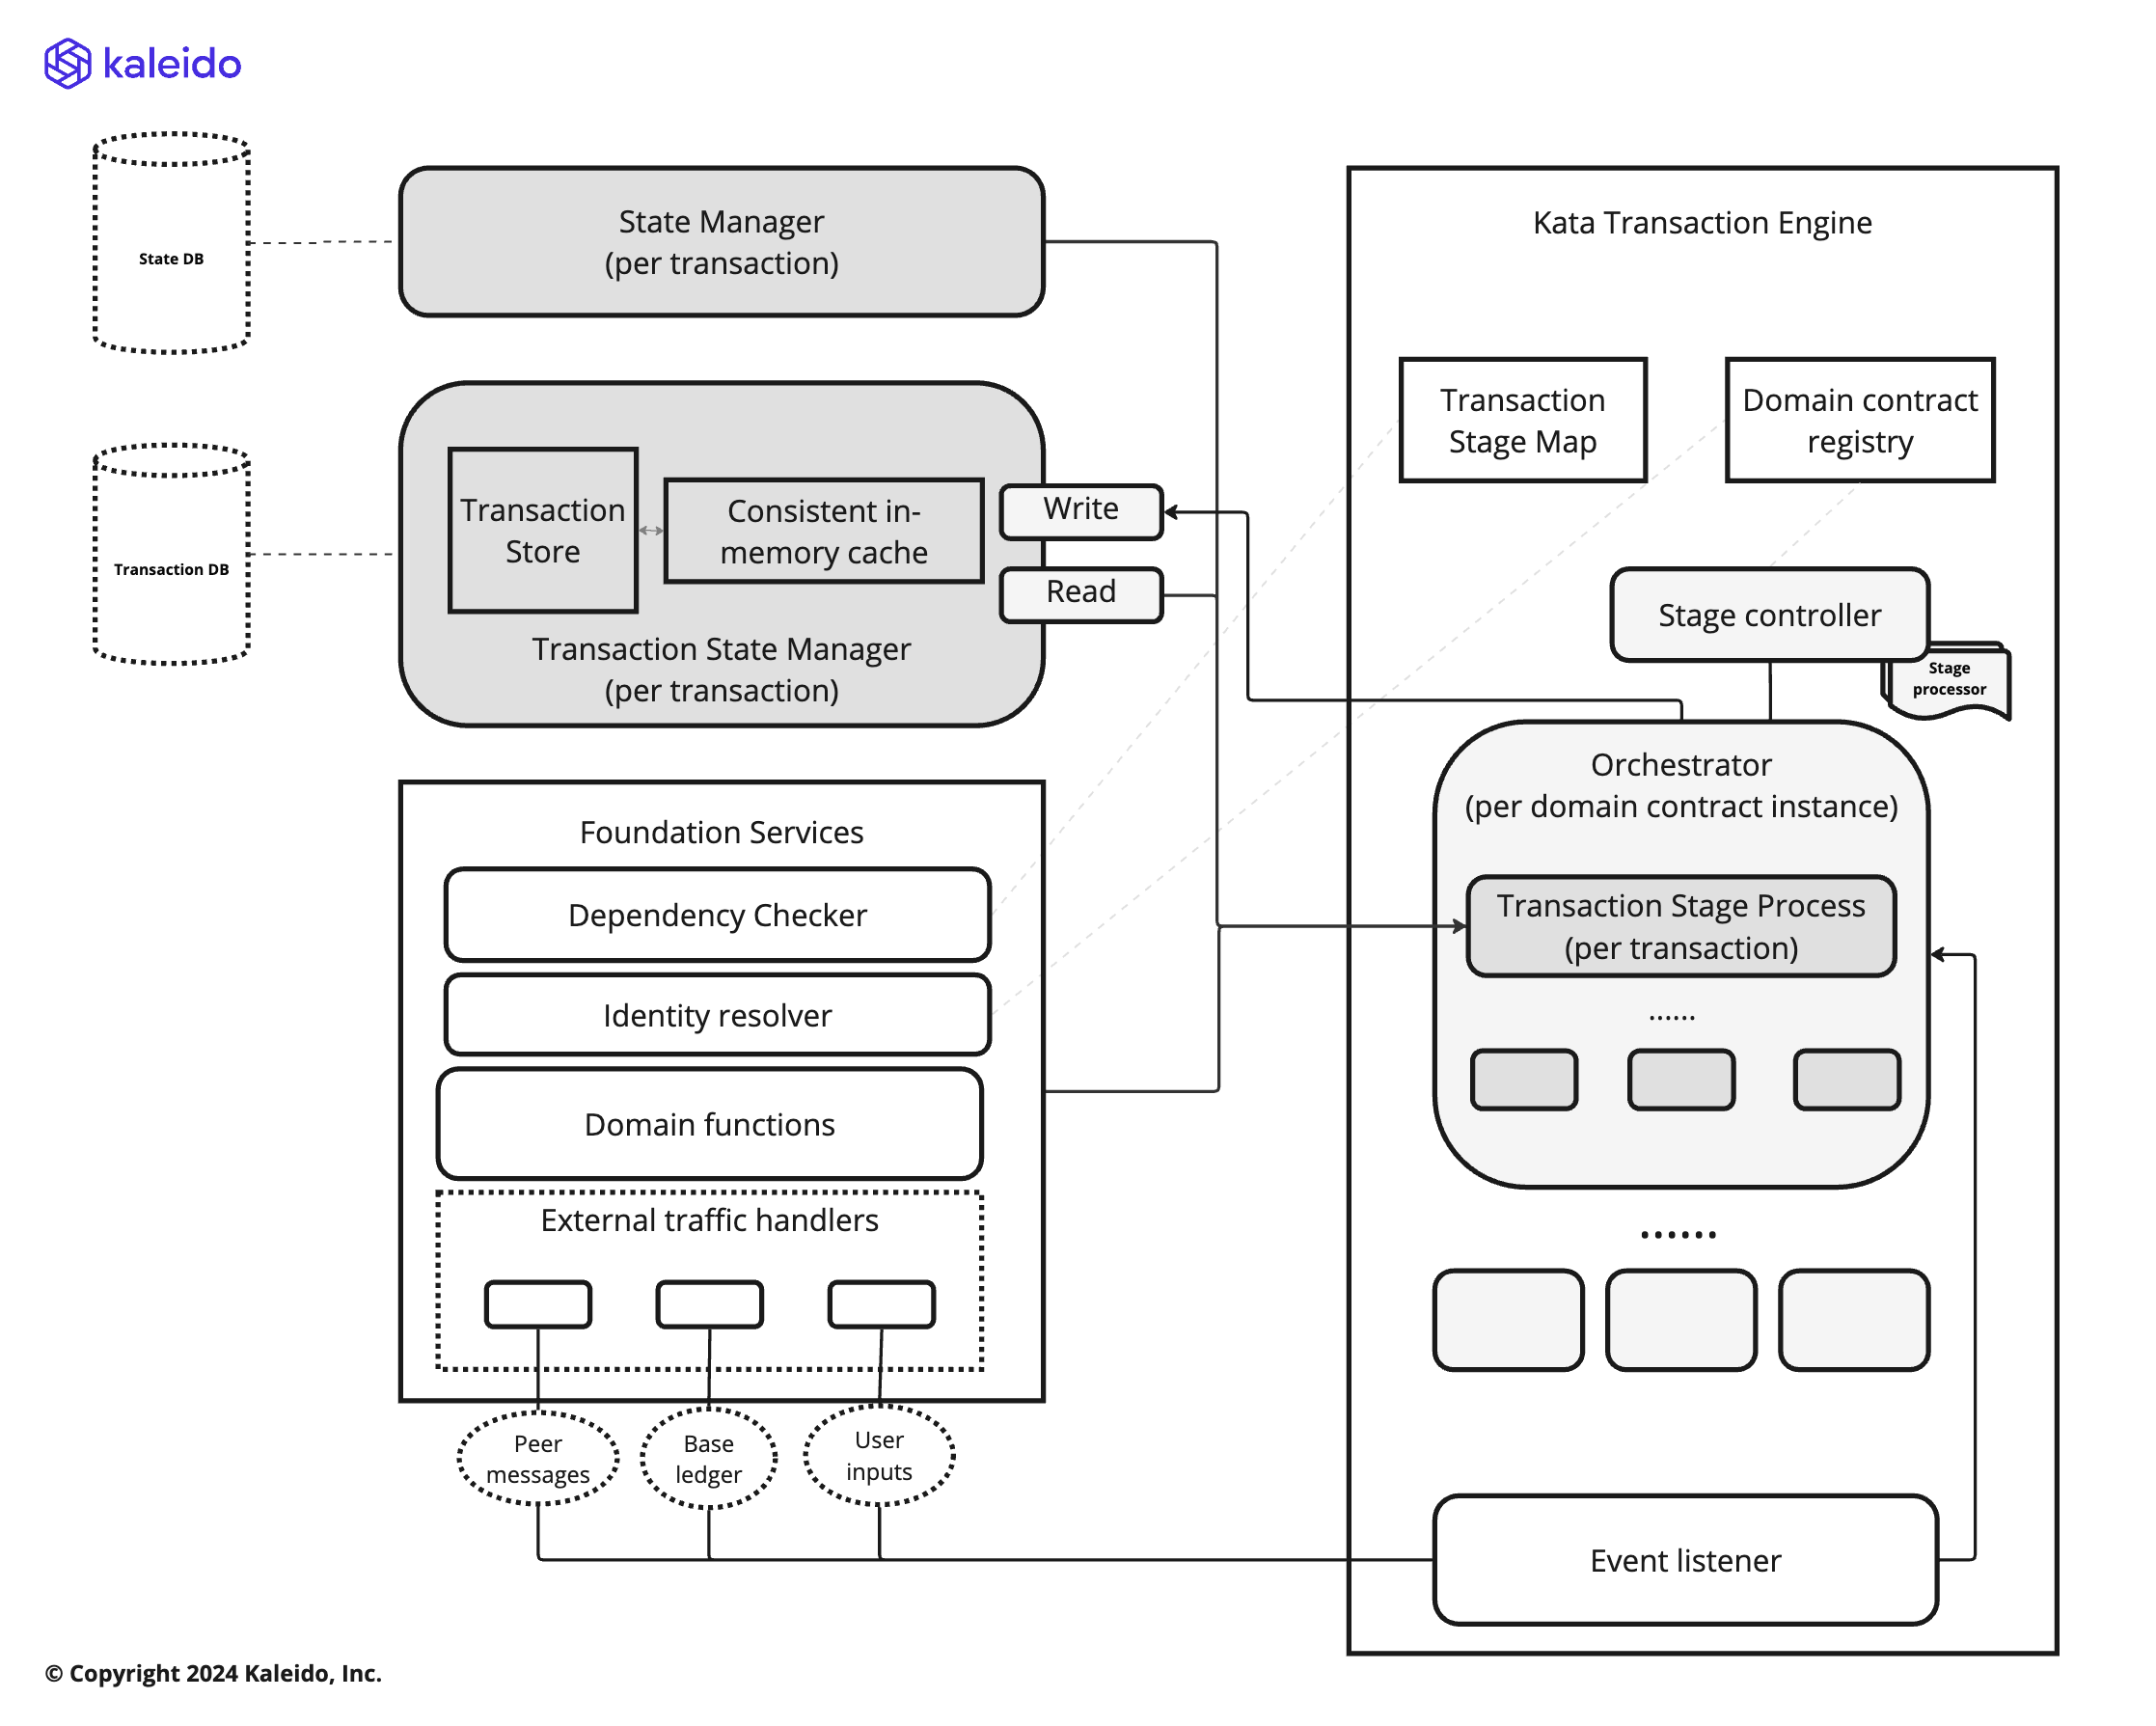 kaleido
State DB
State Manager
(per transaction)
Transaction DB
Transaction
Store
Consistent in-
memory cache
Write
Read
Transaction State Manager
(per transaction)
Foundation Services
Dependency Checker
Identity resolver
Domain functions
External traffic handlers
Peer
messages
Base
ledger
User
inputs
Kata Transaction Engine
Transaction
Stage Map
Domain contract
registry
Stage controller
Stage
processor
Orchestrator
(per domain contract instance)
Transaction Stage Process
(per transaction)
......
......
Event listener
© Copyright 2024 Kaleido, Inc.